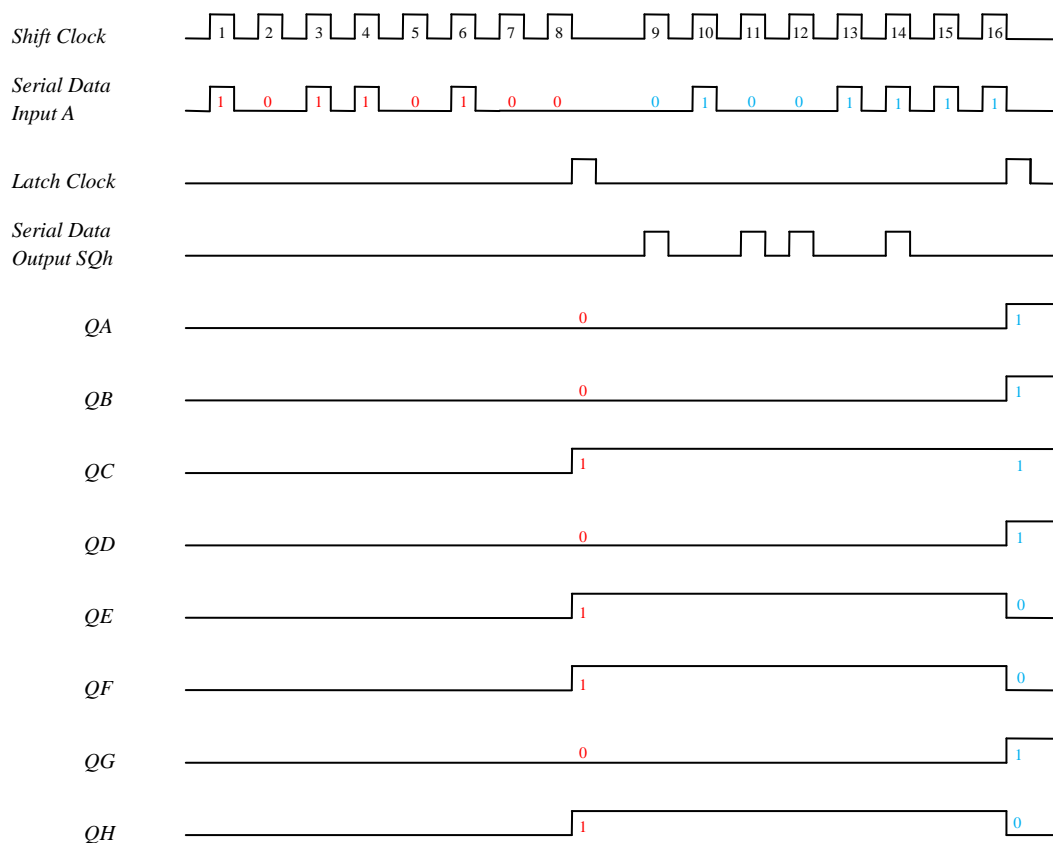 Shift Clock 1 2 3 4 5 6 7 8 9 10 11 12 13 14 15 16
Serial Data
Input A 1 0 1 1 0 1 0 0 0 1 0 0 1 1 1 1
Latch Clock
Serial Data
Output SQh
QA 0 1
QB 0 1
QC 1 1
QD 0 1
QE 1 0
QF 1 0
QG 0 1
QH 1 0